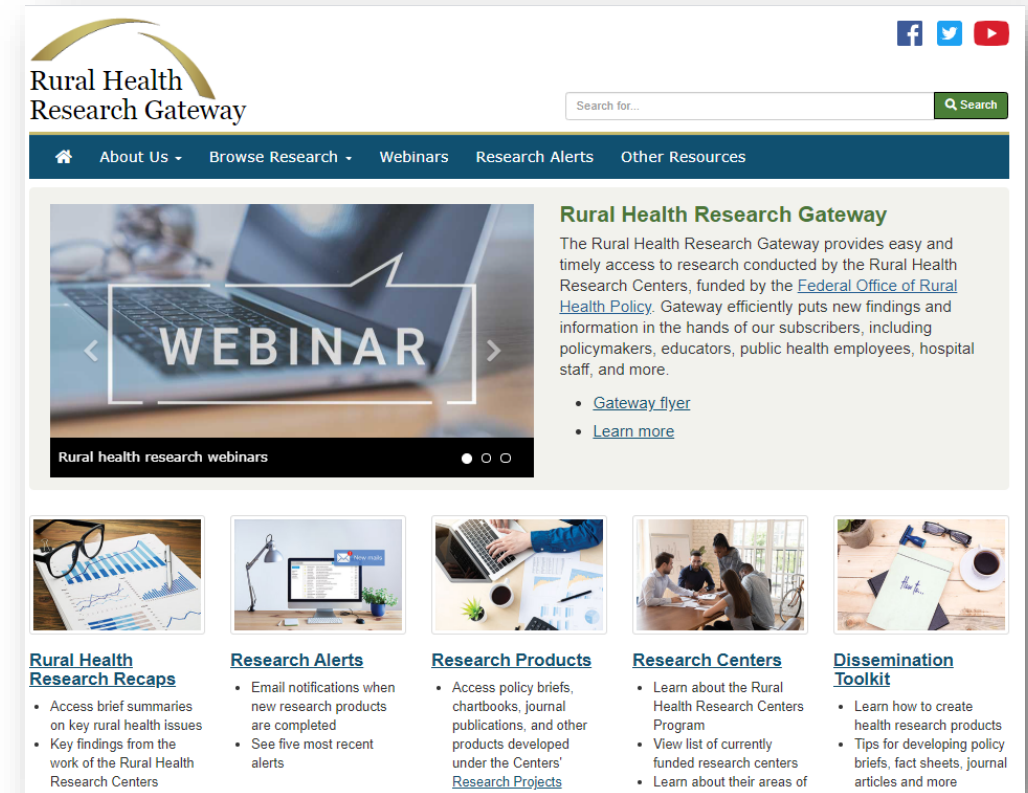 Rural Health
Research Gateway
Search for...
Search
About Us
Browse Research
Webinars
Research Alerts
Other Resources
WEBINAR
Rural health research webinars
Rural Health Research Gateway
The Rural Health Research Gateway provides easy and
timely access to research conducted by the Rural Health
Research Centers, funded by the Federal Office of Rural
Health Policy. Gateway efficiently puts new findings and
information in the hands of our subscribers, including
policymakers, educators, public health employees, hospital
staff, and more.
• Gateway flyer
• Learn more
New mails
How to...
Rural Health
Research Recaps
• Access brief summaries
on key rural health issues
• Key findings from the
work of the Rural Health
Research Centers
Research Alerts
• Email notifications when
new research products
are completed
• See five most recent
alerts
Research Products
• Access policy briefs,
chartbooks, journal
publications, and other
products developed
under the Centers'
Research Projects
Research Centers
• Learn about the Rural
Health Research Centers
Program
• View list of currently
funded research centers
• Learn about their areas of
Dissemination
Toolkit
• Learn how to create
health research products
• Tips for developing policy
briefs, fact sheets, journal
articles and more